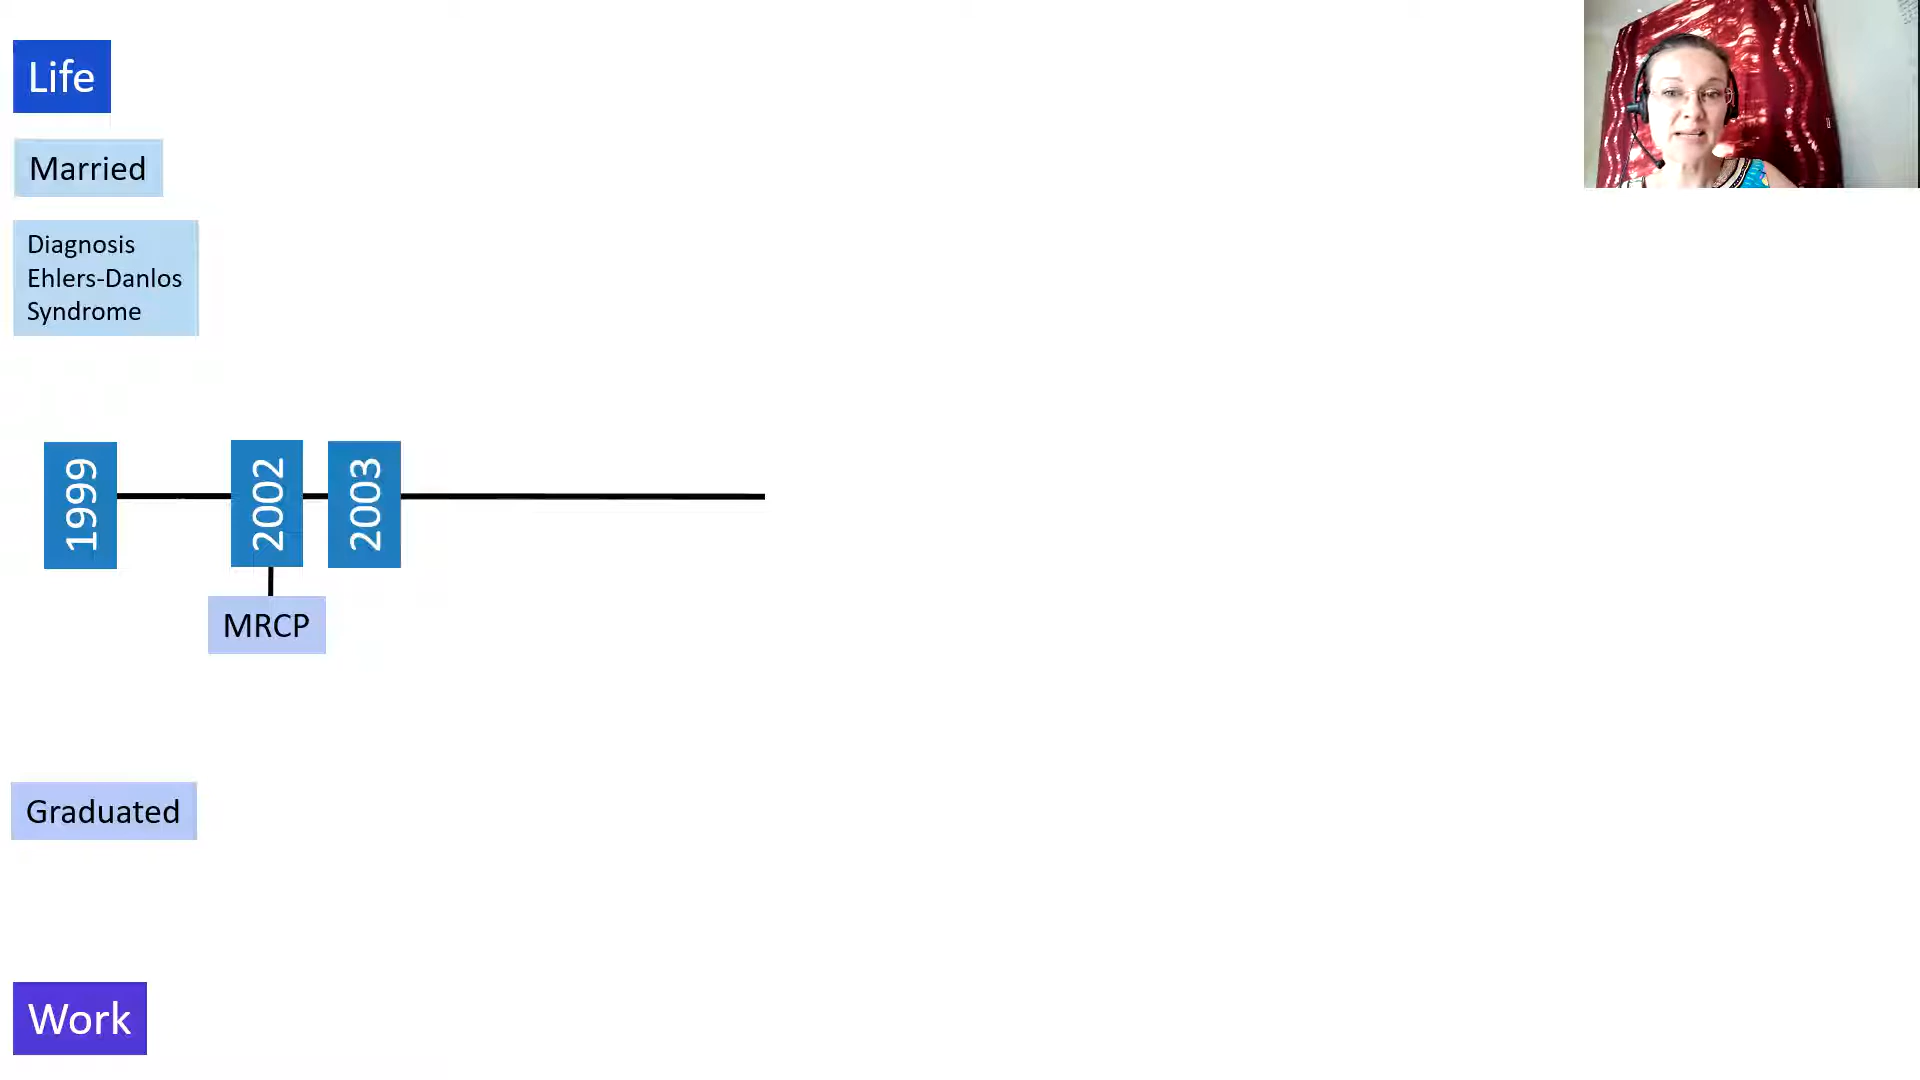 Life
Married
Diagnosis
Ehlers-Danlos
Syndrome
1999
2002
2003
MRCP
Graduated
Work